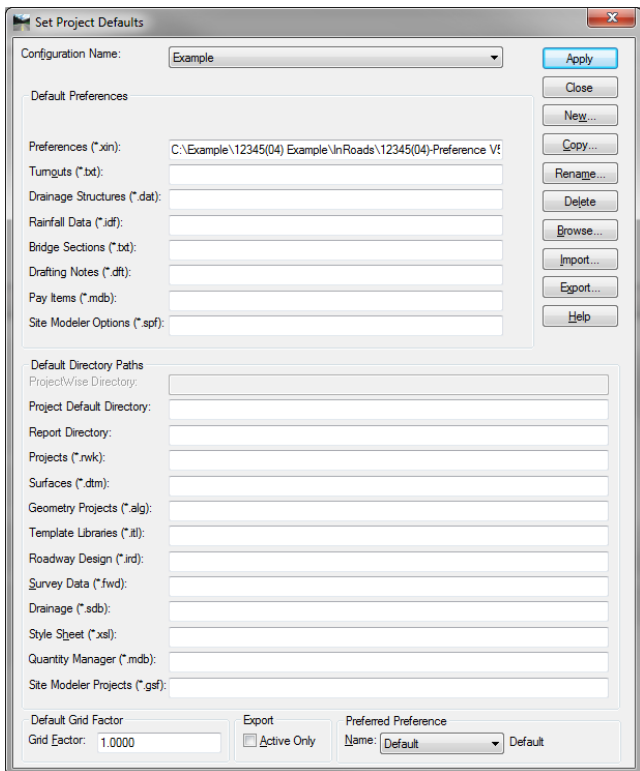 Set Project Defaults
Configuration Name: Example
Apply
Close
New...
Copy...
Rename...
Delete
Browse...
Import...
Export...
Help
Default Preferences
Preferences (*.xin): C:\Example\12345(04) Example\InRoads\12345(04)-Preference V5
Turnouts (*.txt):
Drainage Structures (*.dat):
Rainfall Data (*.idf):
Bridge Sections (*.txt):
Drafting Notes (*.dft):
Pay Items (*.mdb):
Site Modeler Options (*.spf):
Default Directory Paths
ProjectWise Directory:
Project Default Directory:
Report Directory:
Projects (*.rwk):
Surfaces (*.dtm):
Geometry Projects (*.alg):
Template Libraries (*.itl):
Roadway Design (*.ird):
Survey Data (*.fwd):
Drainage (*.sdb):
Style Sheet (*.xsl):
Quantity Manager (*.mdb):
Site Modeler Projects (*.gsf):
Default Grid Factor
Grid Factor: 1.0000
Export
Active Only
Preferred Preference
Name: Default Default